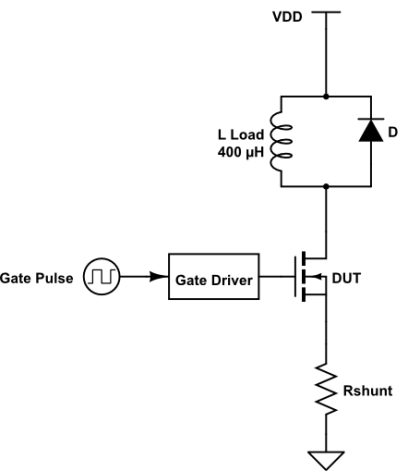 VDD
L Load
400 µH
D
Gate Pulse
Gate Driver
DUT
Rshunt